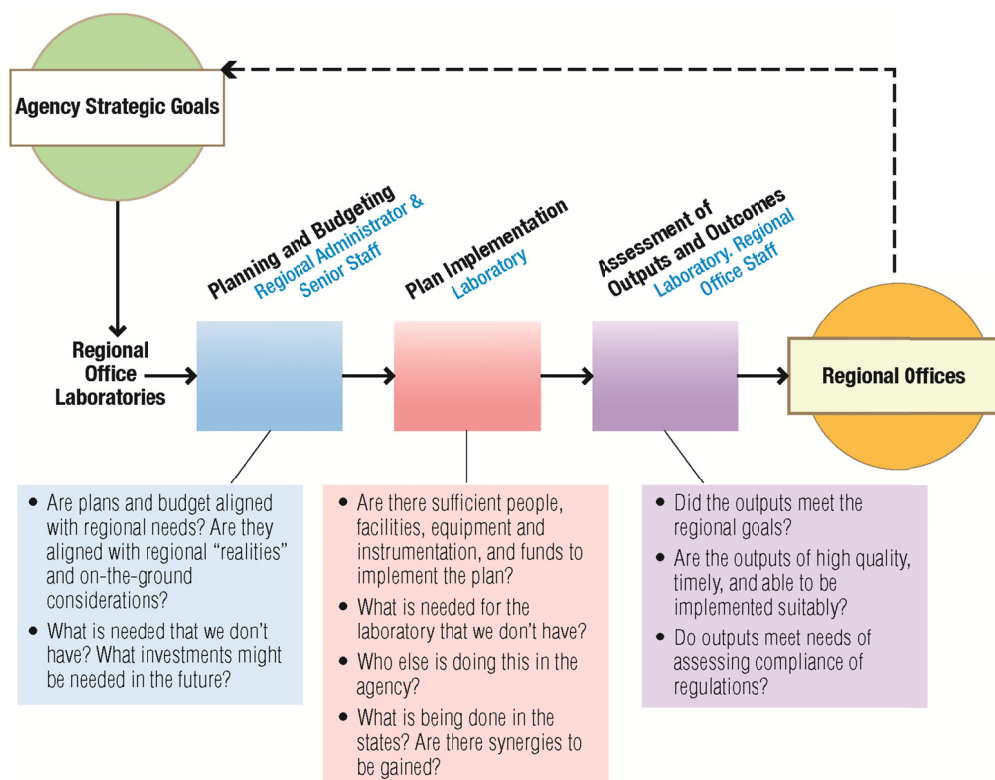 Agency Strategic Goals
Planning and Budgeting
Regional Administrator &
Senior Staff
Plan Implementation
Laboratory
Assessment of
Outputs and Outcomes
Laboratory. Regional
Office Staff
Regional
Office
Laboratories
Regional Offices
• Are plans and budget aligned
with regional needs? Are they
aligned with regional “realities”
and on-the-ground
considerations?
• What is needed that we don't
have? What investments might
be needed in the future?
• Are there sufficient people,
facilities, equipment and
instrumentation, and funds to
implement the plan?
• What is needed for the
laboratory that we don't have?
• Who else is doing this in the
agency?
• What is being done in the
states? Are there synergies to
be gained?
• Did the outputs meet the
regional goals?
• Are the outputs of high quality,
timely, and able to be
implemented suitably?
• Do outputs meet needs of
assessing compliance of
regulations?